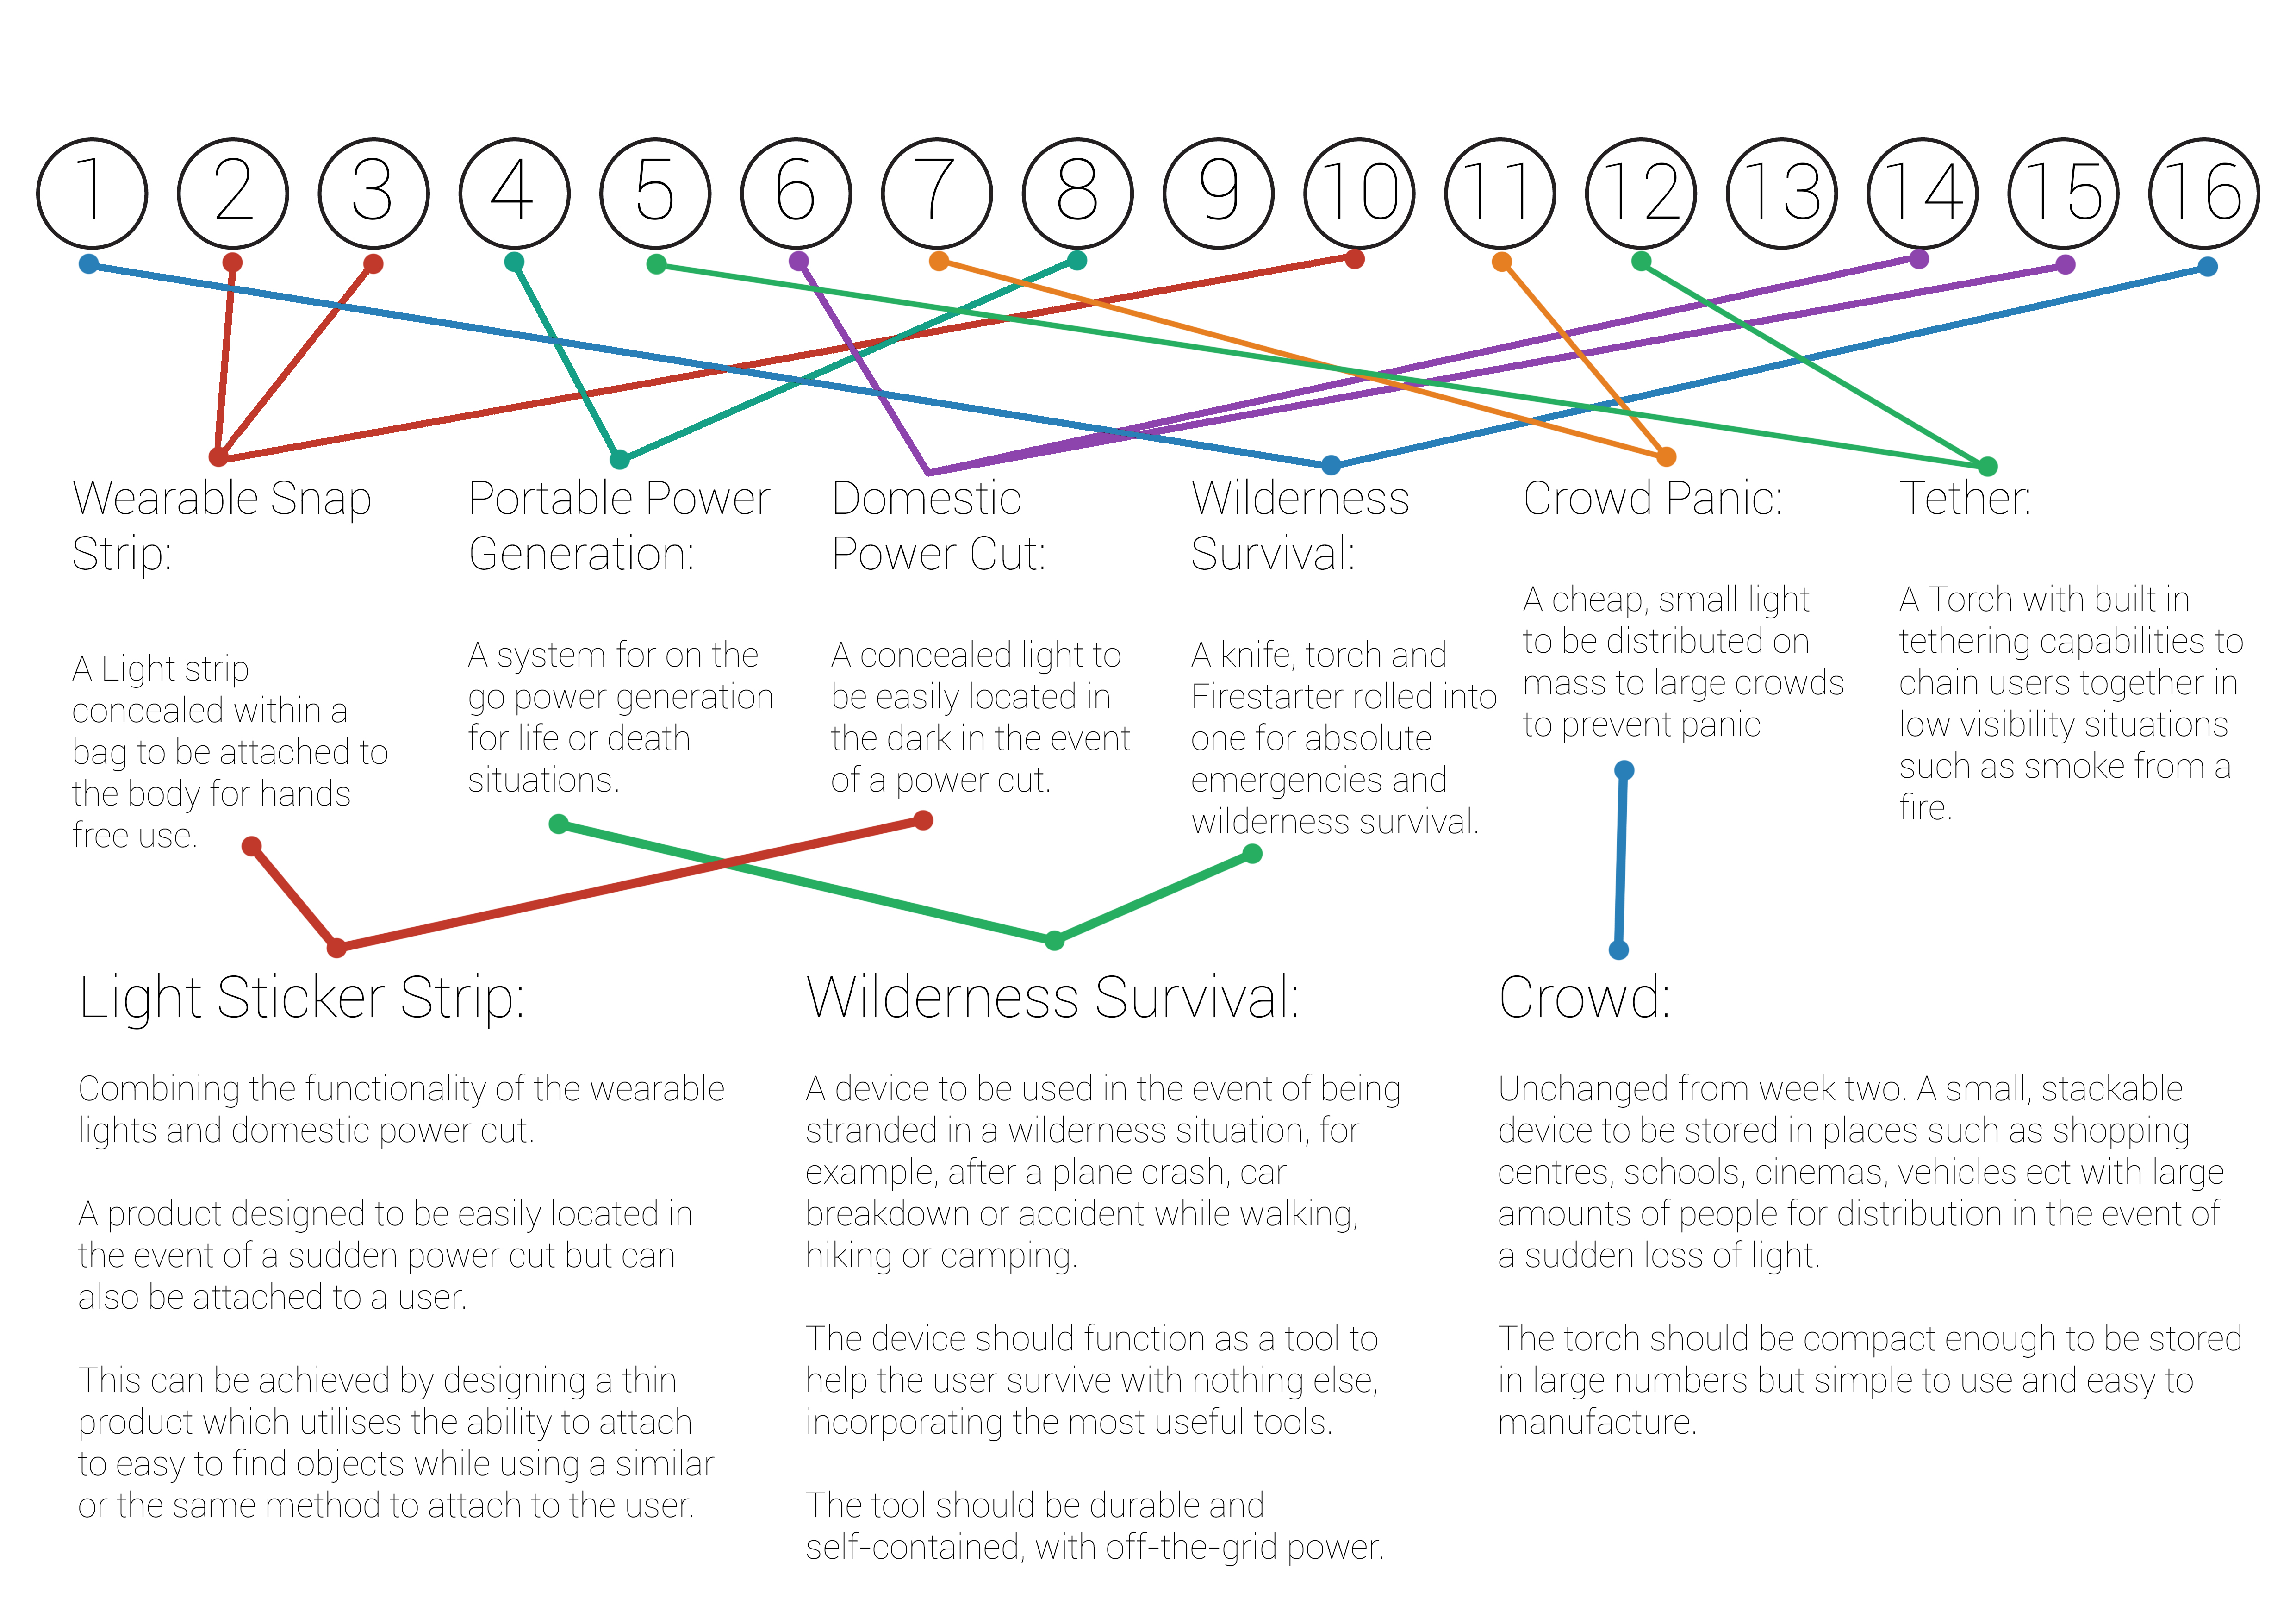 1 2 3 4 5 6 7 8 9 10 11 12 13 14 15 16
Wearable Snap
Strip:
A Light strip
concealed within a
bag to be attached to
the body for hands
free use.
Portable Power
Generation:
A system for on the
go power generation
for life or death
situations.
Domestic
Power Cut:
A concealed light to
be easily located in
the dark in the event
of a power cut.
Wilderness
Survival:
A knife, torch and
Firestarter rolled into
one for absolute
emergencies and
wilderness survival.
Crowd Panic:
A cheap, small light
to be distributed on
mass to large crowds
to prevent panic
Tether:
A Torch with built in
tethering capabilities to
chain users together in
low visibility situations
such as smoke from a
fire.
Light Sticker Strip:
Combining the functionality of the wearable
lights and domestic power cut.
A product designed to be easily located in
the event of a sudden power cut but can
also be attached to a user.
This can be achieved by designing a thin
product which utilises the ability to attach
to easy to find objects while using a similar
or the same method to attach to the user.
Wilderness Survival:
A device to be used in the event of being
stranded in a wilderness situation, for
example, after a plane crash, car
breakdown or accident while walking,
hiking or camping.
The device should function as a tool to
help the user survive with nothing else,
incorporating the most useful tools.
The tool should be durable and
self-contained, with off-the-grid power.
Crowd:
Unchanged from week two. A small, stackable
device to be stored in places such as shopping
centres, schools, cinemas, vehicles ect with large
amounts of people for distribution in the event of
a sudden loss of light.
The torch should be compact enough to be stored
in large numbers but simple to use and easy to
manufacture.